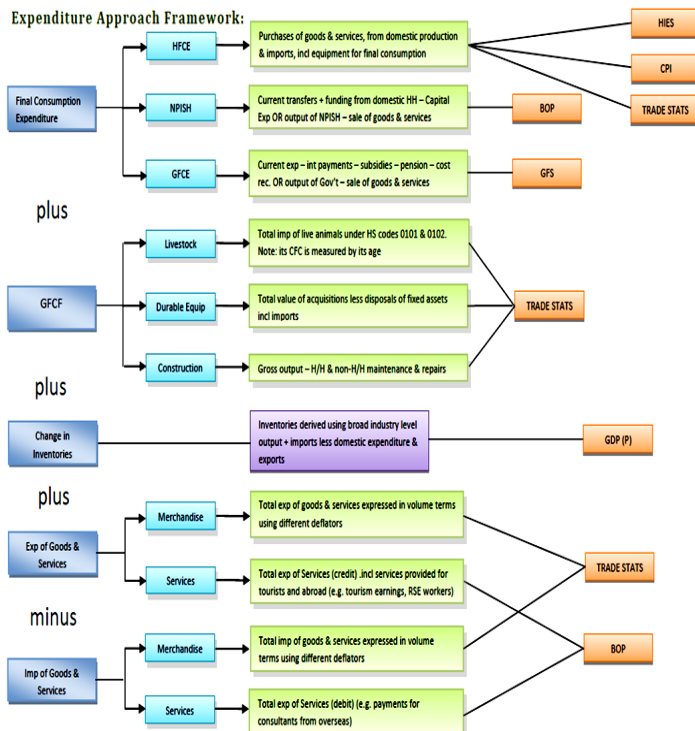 Expenditure Approach Framework:
Final Consumption
Expenditure
HFCE
Purchases of goods & services, from domestic production
& imports, incl equipment for final consumption
HIES
CPI
TRADE STATS
NPISH
Current transfers + funding from domestic HH – Capital
Exp OR output of NPISH – sale of goods & services
BOP
GFCE
Current exp – int payments – subsidies – pension – cost
rec. OR output of Gov't – sale of goods & services
GFS
plus
GFCF
Livestock
Total imp of live animals under HS codes 0101 & 0102.
Note: its CFC is measured by its age
Durable Equip
Total value of acquisitions less disposals of fixed assets
incl imports
TRADE STATS
Construction
Gross output – H/H & non-H/H maintenance & repairs
plus
Change in
Inventories
Inventories derived using broad industry level
output + imports less domestic expenditure &
exports
GDP (P)
plus
Exp of Goods &
Services
Merchandise
Total exp of goods & services expressed in volume terms
using different deflators
Services
Total exp of Services (credit) .incl services provided for
tourists and abroad (e.g. tourism earnings, RSE workers)
TRADE STATS
minus
Imp of Goods &
Services
Merchandise
Total imp of goods & services expressed in volume
terms using different deflators
BOP
Services
Total exp of Services (debit) (e.g. payments for
consultants from overseas)